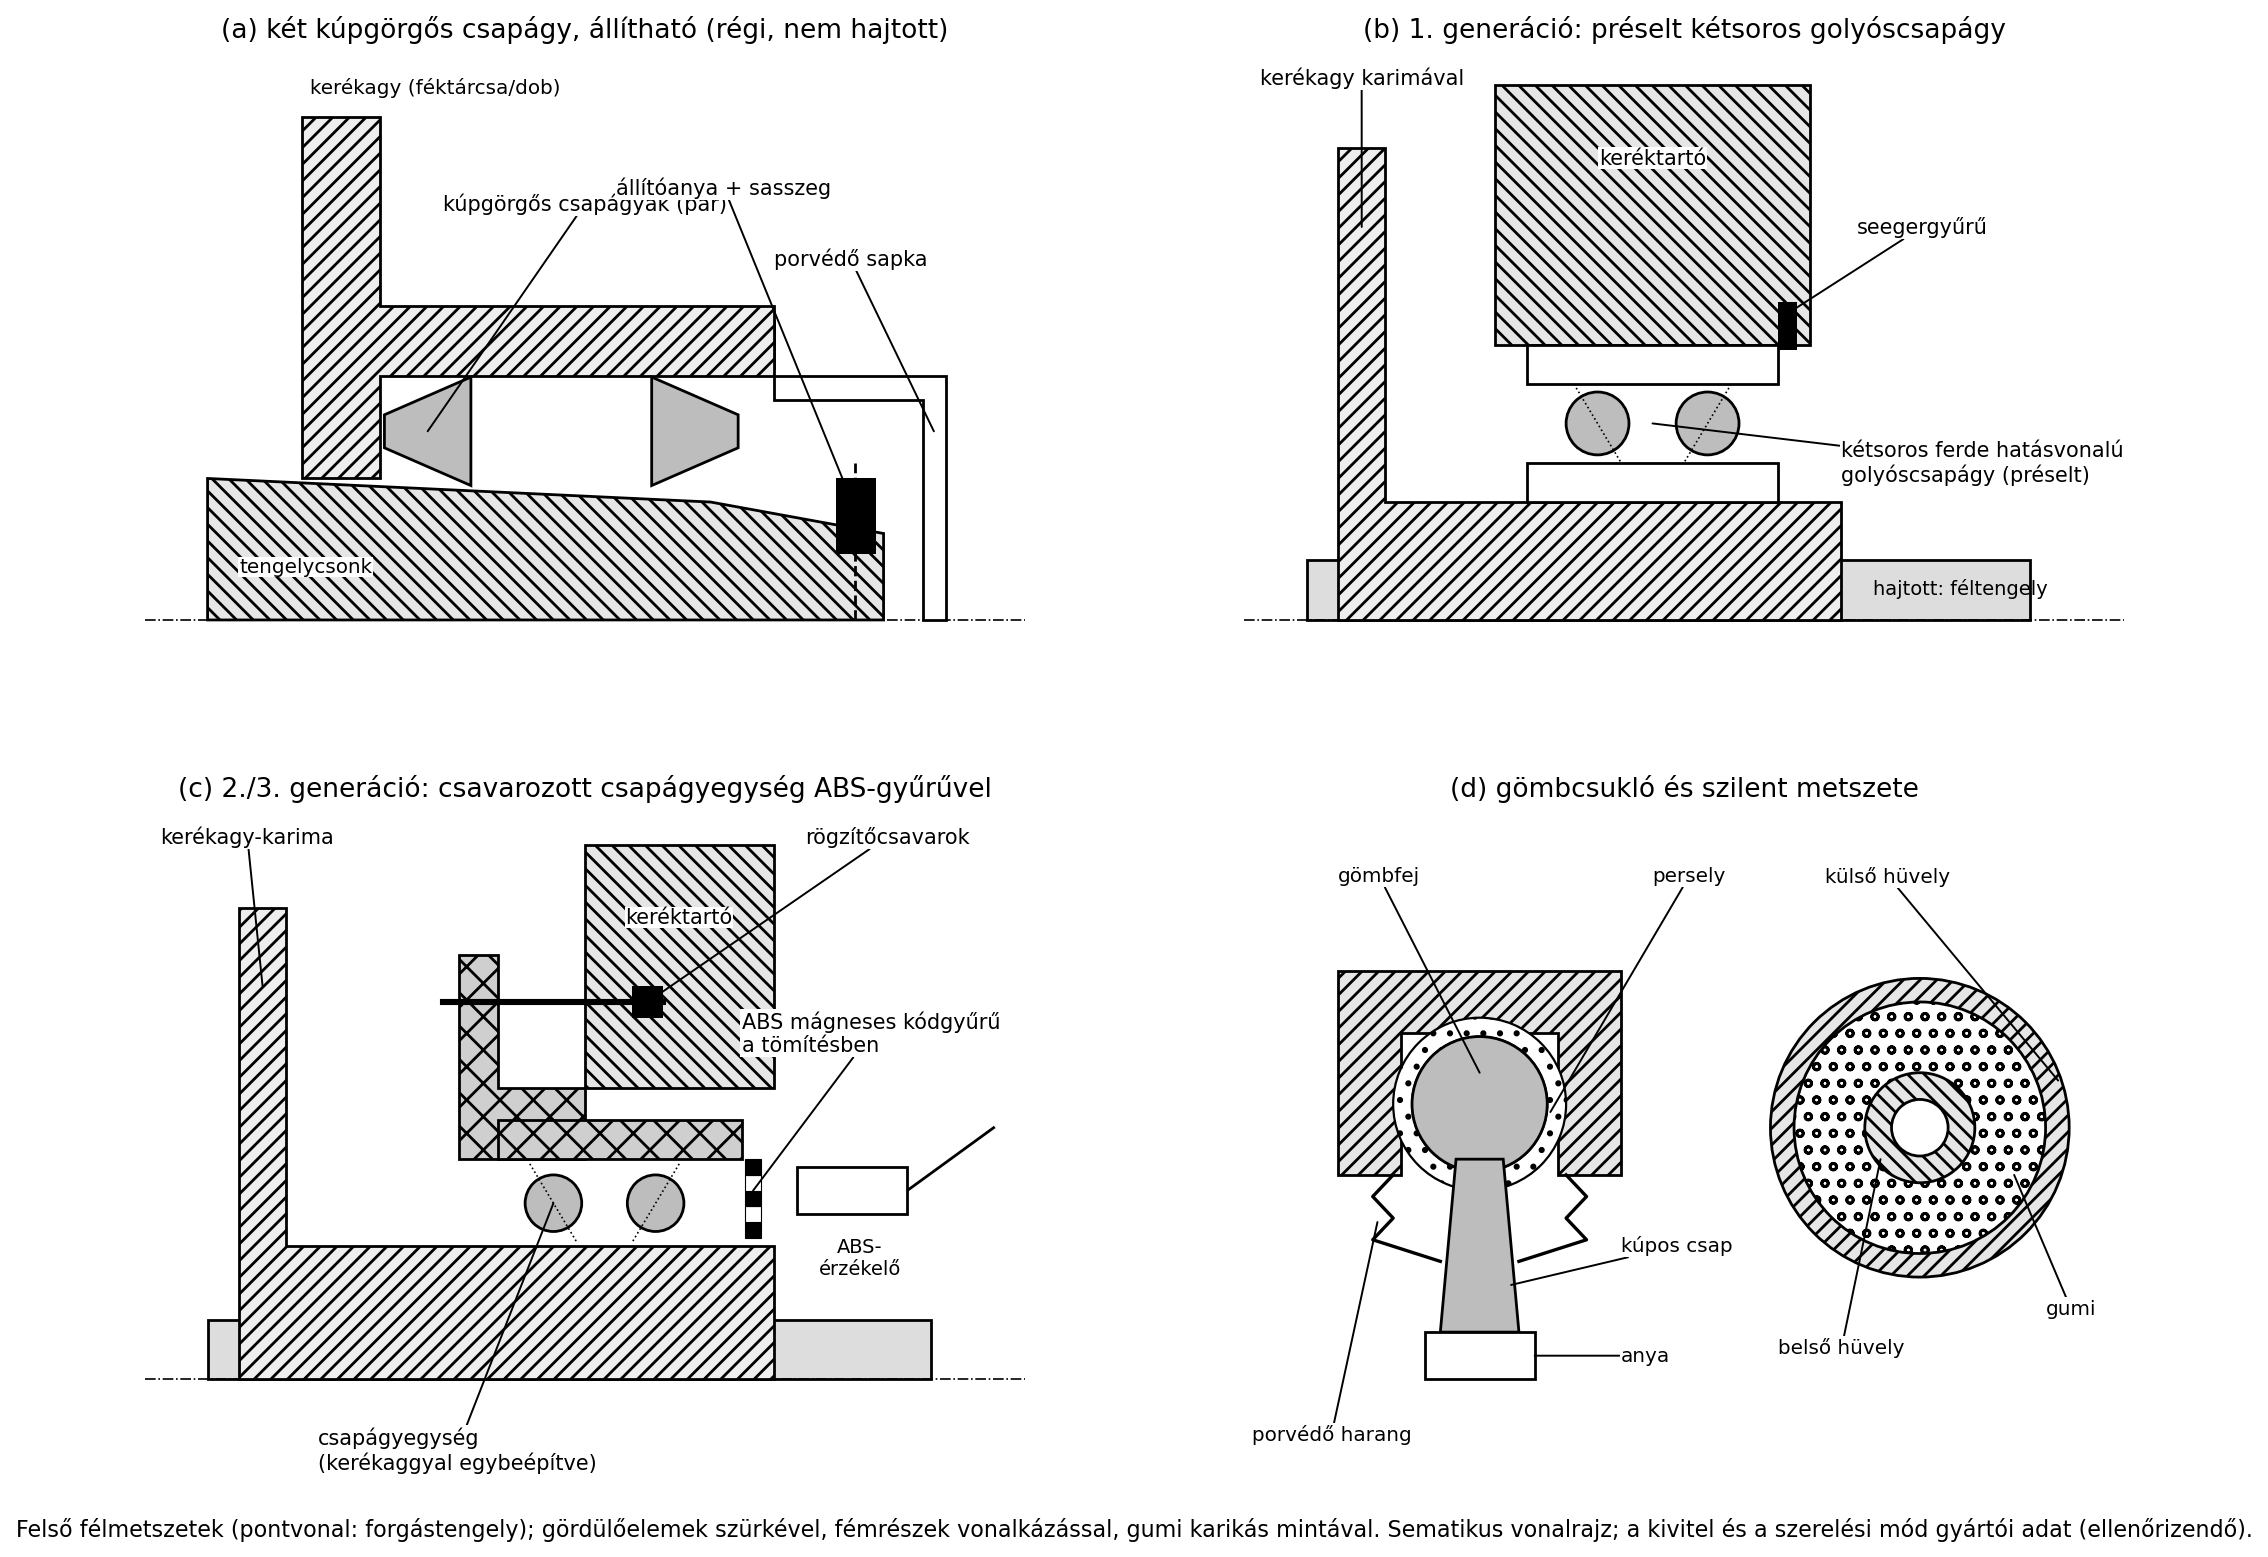 (a) két kúpgörgős csapágy, állítható (régi, nem hajtott)
kerékagy (féktárcsa/dob)
állítóanya + sasszeg
kúpgörgős csapágyak (pár)
porvédő sapka
tengelycsonk
(b) 1. generáció: préselt kétsoros golyóscsapágy
kerékagy karimával
keréktartó
seegergyűrű
kétsoros ferde hatásvonalú
golyóscsapágy (préselt)
hajtott: féltengely
(c) 2./3. generáció: csavarozott csapágyegység ABS-gyűrűvel
kerékagy-karima
rögzítőcsavarok
keréktartó
ABS mágneses kódgyűrű
a tömítésben
ABS-
érzékelő
csapágyegység
(kerékaggyal egybeépítve)
(d) gömbcsukló és szilent metszete
gömbfej
persely
külső hüvely
kúpos csap
gumi
belső hüvely
anya
porvédő harang
Felső félmetszetek (pontvonal: forgástengely); gördülőelemek szürkével, fémrészek vonalkázással, gumi karikás mintával. Sematikus vonalrajz; a kivitel és a szerelési mód gyártói adat (ellenőrizendő).